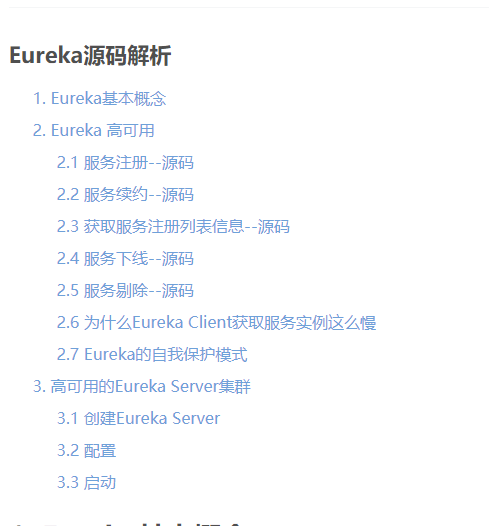 Eureka源码解析
1. Eureka基本概念
2. Eureka 高可用
2.1 服务注册--源码
2.2 服务续约--源码
2.3 获取服务注册列表信息--源码
2.4 服务下线--源码
2.5 服务剔除--源码
2.6 为什么Eureka Client获取服务实例这么慢
2.7 Eureka的自我保护模式
3. 高可用的Eureka Server集群
3.1 创建Eureka Server
3.2 配置
3.3 启动